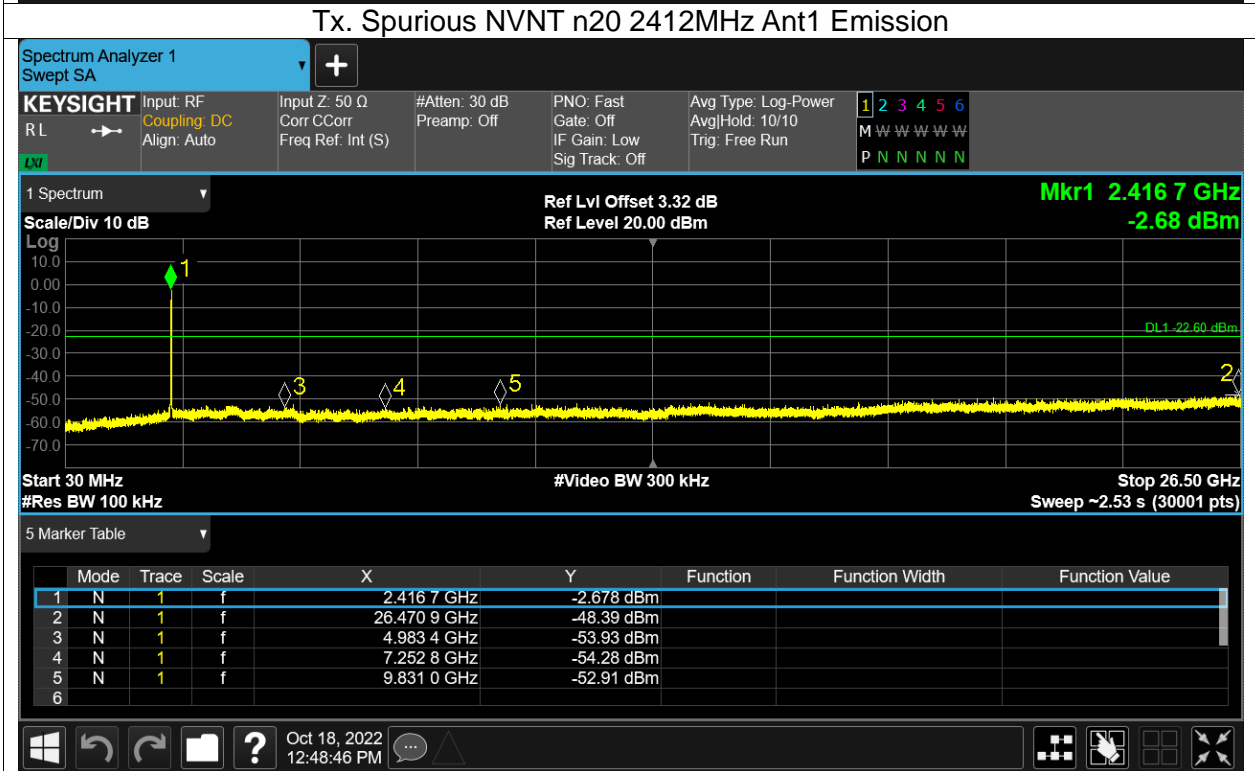 Tx. Spurious NVNT n20 2412MHz Ant1 Emission
Spectrum Analyzer 1
Swept SA
+
KEYSIGHT Input: RF Input Z: 50 Ω #Atten: 30 dB PNO: Fast Avg Type: Log-Power 1 2 3 4 5 6
RL Coupling: DC Corr CCorr Preamp: Off Gate: Off Avg|Hold: 10/10 M W W W W W
Align: Auto Freq Ref: Int (S) IF Gain: Low Trig: Free Run
LXI Sig Track: Off P N N N N N
1 Spectrum Ref Lvl Offset 3.32 dB Mkr1 2.416 7 GHz
Scale/Div 10 dB Ref Level 20.00 dBm -2.68 dBm
Log
10.0 1
0.00
-10.0
-20.0 DL1 -22.60 dBm
-30.0
-40.0 3 4 5 2
-50.0
-60.0
-70.0
Start 30 MHz #Video BW 300 kHz Stop 26.50 GHz
#Res BW 100 kHz Sweep ~2.53 s (30001 pts)
5 Marker Table
Mode Trace Scale X Y Function Function Width Function Value
1 N 1 f 2.416 7 GHz -2.678 dBm
2 N 1 f 26.470 9 GHz -48.39 dBm
3 N 1 f 4.983 4 GHz -53.93 dBm
4 N 1 f 7.252 8 GHz -54.28 dBm
5 N 1 f 9.831 0 GHz -52.91 dBm
6
? Oct 18, 2022
12:48:46 PM